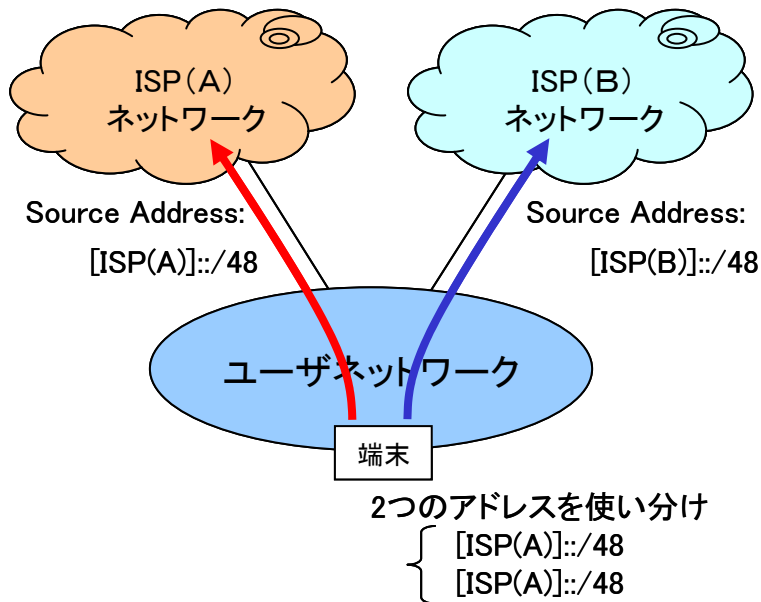 ISP（A）
ネットワーク
ISP（B）
ネットワーク
Source Address:
[ISP(A)]::/48
Source Address:
[ISP(B)]::/48
ユーザネットワーク
端末
2つのアドレスを使い分け
[ISP(A)]::/48
[ISP(A)]::/48